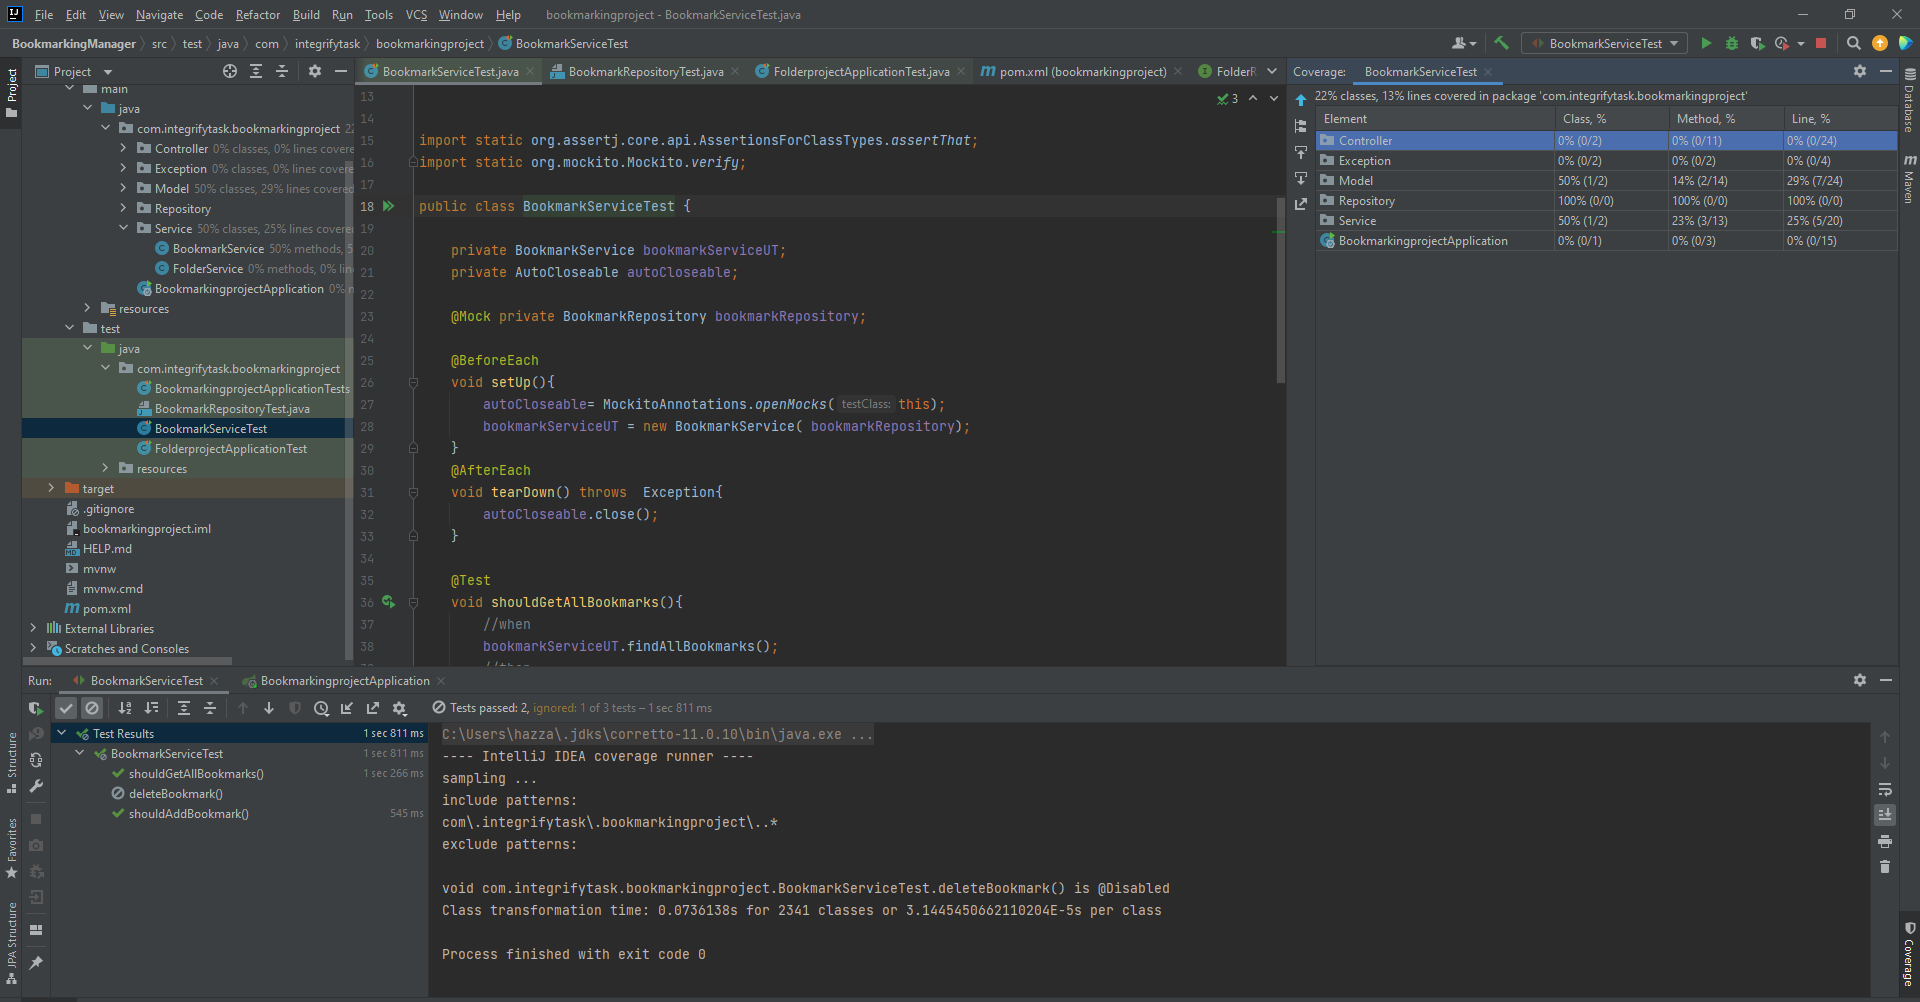 File Edit View Navigate Code Refactor Build Run Tools VCS Window Help bookmarkingproject - BookmarkServiceTest.java
BookmarkingManager src test java com integrifytask bookmarkingproject BookmarkServiceTest
BookmarkServiceTest
Project
Project
main
java
com.integrifytask.bookmarkingproject
Controller 0% classes, 0% lines covere
Exception 0% classes, 0% lines covered
Model 50% classes, 29% lines covered
Repository
Service 50% classes, 25% lines covere
BookmarkService 50% methods, 5
FolderService 0% methods, 0% line
BookmarkingprojectApplication 0%
resources
test
java
com.integrifytask.bookmarkingproject
BookmarkingprojectApplicationTests
BookmarkRepositoryTest.java
BookmarkServiceTest
FolderprojectApplicationTest
resources
target
.gitignore
bookmarkingproject.iml
HELP.md
mvnw
mvnw.cmd
pom.xml
External Libraries
Scratches and Consoles
BookmarkServiceTest.java BookmarkRepositoryTest.java FolderprojectApplicationTest.java pom.xml (bookmarkingproject) FolderR
3
13
14
15 import static org.assertj.core.api.AssertionsForClassTypes.assertThat;
16 import static org.mockito.Mockito.verify;
17
18 public class BookmarkServiceTest {
19
20 private BookmarkService bookmarkServiceUT;
21 private AutoCloseable autoCloseable;
22
23 @Mock private BookmarkRepository bookmarkRepository;
24
25 @BeforeEach
26 void setUp(){
27 autoCloseable= MockitoAnnotations.openMocks( testClass: this);
28 bookmarkServiceUT = new BookmarkService( bookmarkRepository);
29 }
30 @AfterEach
31 void tearDown() throws  Exception{
32 autoCloseable.close();
33 }
34
35 @Test
36 void shouldGetAllBookmarks(){
37 //when
38 bookmarkServiceUT.findAllBookmarks();
//then
Coverage: BookmarkServiceTest
22% classes, 13% lines covered in package 'com.integrifytask.bookmarkingproject'
Element Class, % Method, % Line, %
Controller 0% (0/2) 0% (0/11) 0% (0/24)
Exception 0% (0/2) 0% (0/2) 0% (0/4)
Model 50% (1/2) 14% (2/14) 29% (7/24)
Repository 100% (0/0) 100% (0/0) 100% (0/0)
Service 50% (1/2) 23% (3/13) 25% (5/20)
BookmarkingprojectApplication 0% (0/1) 0% (0/3) 0% (0/15)
Database
Maven
Run: BookmarkServiceTest BookmarkingprojectApplication
Tests passed: 2, ignored: 1 of 3 tests – 1 sec 811 ms
Test Results 1 sec 811 ms
BookmarkServiceTest 1 sec 811 ms
shouldGetAllBookmarks() 1 sec 266 ms
deleteBookmark()
shouldAddBookmark() 545 ms
C:\Users\hazza\.jdks\corretto-11.0.10\bin\java.exe ...
---- IntelliJ IDEA coverage runner ----
sampling ...
include patterns:
com\.integrifytask\.bookmarkingproject\..*
exclude patterns:
void com.integrifytask.bookmarkingproject.BookmarkServiceTest.deleteBookmark() is @Disabled
Class transformation time: 0.0736138s for 2341 classes or 3.1445450662110204E-5s per class
Process finished with exit code 0
Structure
Favorites
JPA Structure
Coverage